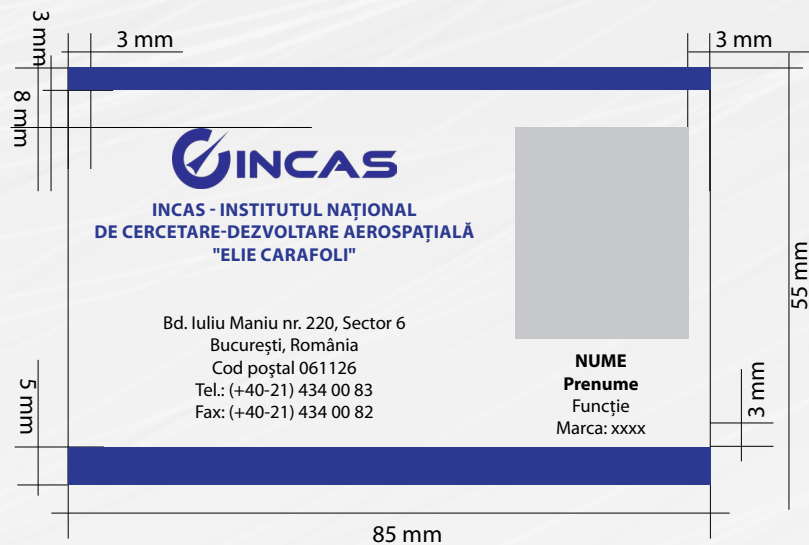 3 mm
3 mm
3 mm
8 mm
INCAS
INCAS - INSTITUTUL NAȚIONAL
DE CERCETARE-DEZVOLTARE AEROSPAȚIALĂ
"ELIE CARAFOLI"
55 mm
Bd. Iuliu Maniu nr. 220, Sector 6
București, România
Cod poştal 061126
Tel.: (+40-21) 434 00 83
Fax: (+40-21) 434 00 82
NUME
Prenume
Funcție
Marca: xxxx
5 mm
3 mm
85 mm